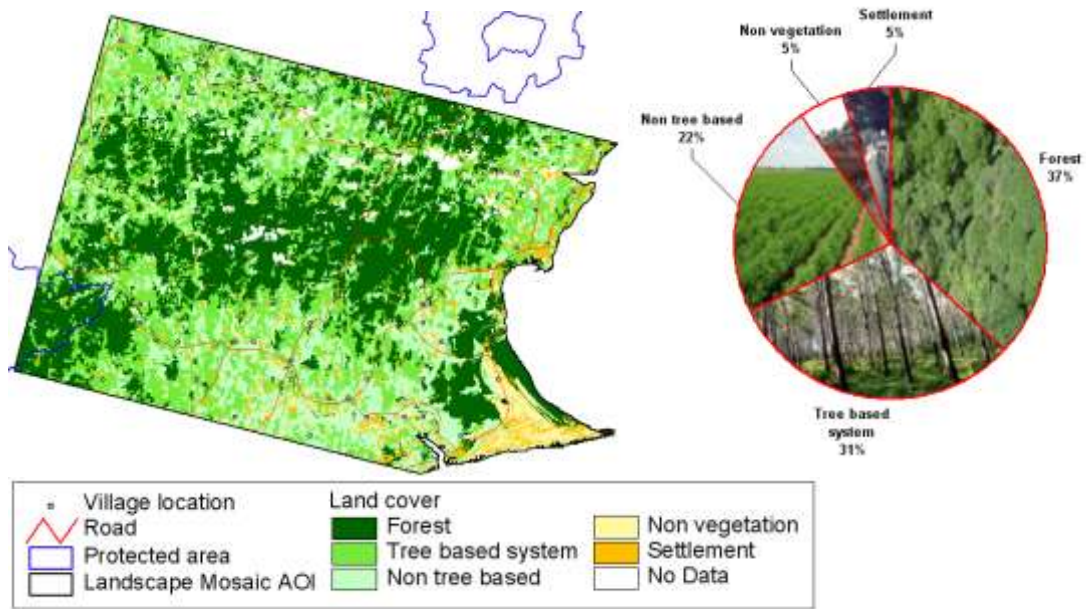 Settlement
5%
Non vegetation
5%
Non tree based
22%
Forest
37%
Tree based
system
31%
Village location
Road
Protected area
Landscape Mosaic AOI
Land cover
Forest
Tree based system
Non tree based
Non vegetation
Settlement
No Data